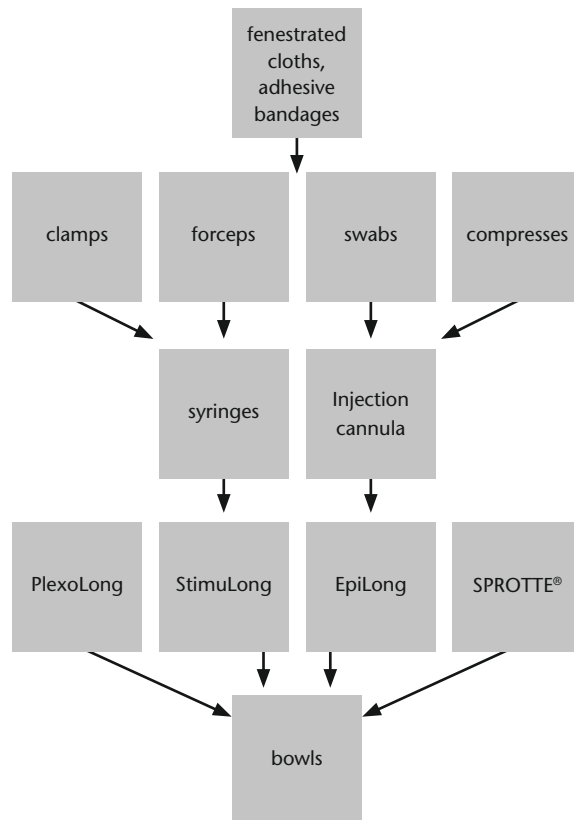 fenestrated
cloths,
adhesive
bandages
clamps
forceps
swabs
compresses
syringes
Injection
cannula
PlexoLong
StimuLong
EpiLong
SPROTTE®
bowls